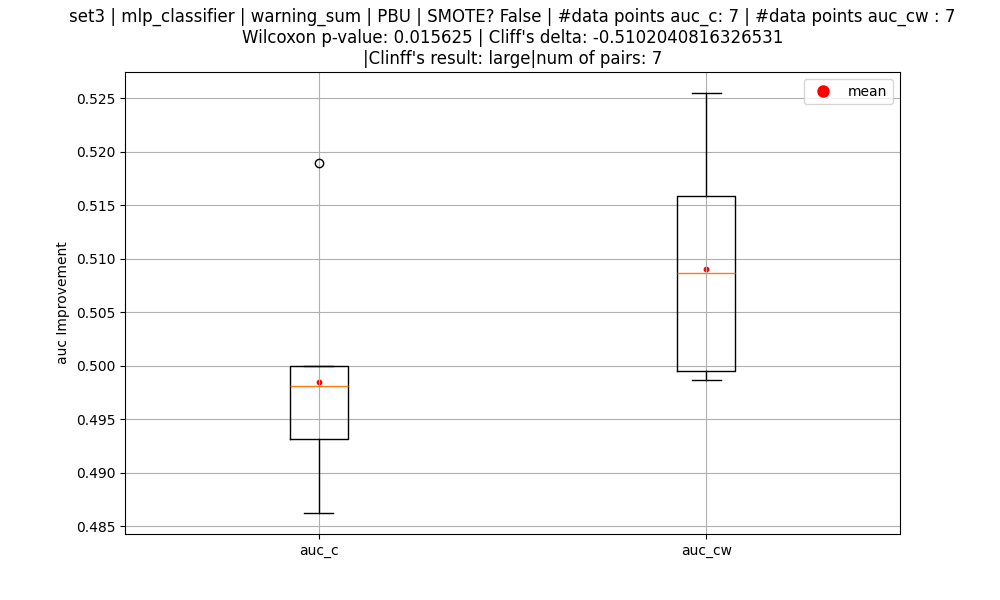 set3 | mlp_classifier | warning_sum | PBU | SMOTE? False | #data points auc_c: 7 | #data points auc_cw : 7
Wilcoxon p-value: 0.015625 | Cliff's delta: -0.5102040816326531
|Clinff's result: large|num of pairs: 7
mean
auc Improvement
0.525
0.520
0.515
0.510
0.505
0.500
0.495
0.490
0.485
auc_c
auc_cw